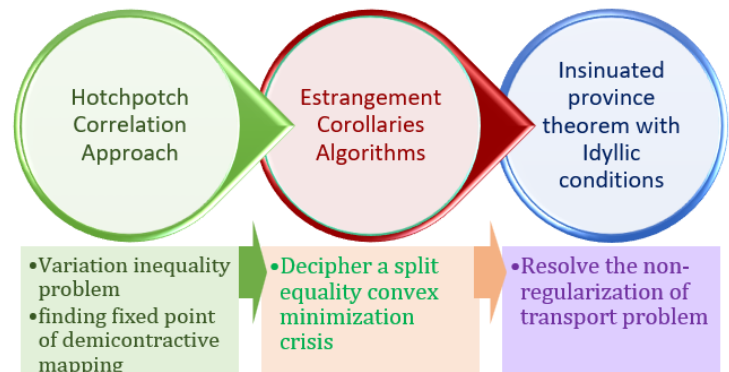 Hotchpotch
Correlation
Approach
Estrangement
Corollaries
Algorithms
Insinuated
province
theorem with
Idyllic
conditions
•Variation inequality
problem
•finding fixed point
of demicontractive
mapping
•Decipher a split
equality convex
minimization
crisis
•Resolve the non-
regularization of
transport problem